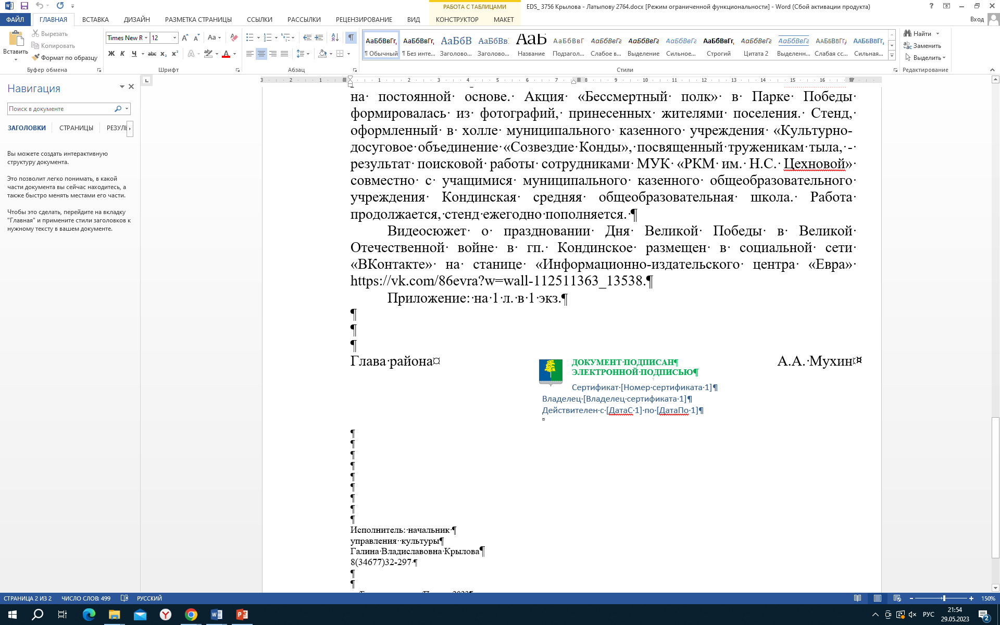 РАБОТА С ТАБЛИЦАМИ
EDS_ 3756 Крылова - Латыпову 2764.docx [Режим ограниченной функциональности] - Word (Сбой активации продукта)
ФАЙЛ ГЛАВНАЯ ВСТАВКА ДИЗАЙН РАЗМЕТКА СТРАНИЦЫ ССЫЛКИ РАССЫЛКИ РЕЦЕНЗИРОВАНИЕ ВИД КОНСТРУКТОР МАКЕТ Вход
Вставить
Вырезать
Копировать
Формат по образцу
Буфер обмена
Times New R 12
Ж К Ч abc x₂ x²
Шрифт
Абзац
АаБбВвГг, АаБбВвГг, АаБбВ АаБбВв АаБ АаБбВвГ АаБбВвГг АаБбВвГг АаБбВвГг АаБбВвГг, АаБбВвГг АаБбВвГг ААБбВвГг АаБбВвГг
¶ Обычный ¶ Без инте... Заголово... Заголово... Название Подзагол... Слабое в... Выделение Сильное... Строгий Цитата 2 Выделенн... Слабая сс... Сильная...
Стили
Найти
Заменить
Выделить
Редактирование
Навигация
Поиск в документе
ЗАГОЛОВКИ СТРАНИЦЫ РЕЗУЛЬ
Вы можете создать интерактивную
структуру документа.
Это позволит легко понимать, в какой
части документа вы сейчас находитесь, а
также быстро менять местами его части.
Чтобы это сделать, перейдите на вкладку
"Главная" и примените стили заголовков к
нужному тексту в вашем документе.
3 2 1 1 2 3 4 5 6 7 8 9 10 11 12 13 14 15 16
на постоянной основе. Акция «Бессмертный полк» в Парке Победы
формировалась из фотографий, принесенных жителями поселения. Стенд,
оформленный в холле муниципального казенного учреждения «Культурно-
досуговое объединение «Созвездие Конды», посвященный труженикам тыла, -
результат поисковой работы сотрудниками МУК «РКМ им. Н.С. Цехновой»
совместно с учащимися муниципального казенного общеобразовательного
учреждения Кондинская средняя общеобразовательная школа. Работа
продолжается, стенд ежегодно пополняется. ¶
Видеосюжет о праздновании Дня Великой Победы в Великой
Отечественной войне в гп. Кондинское размещен в социальной сети
«ВКонтакте» на станице «Информационно-издательского центра «Евра»
https://vk.com/86evra?w=wall-112511363_13538.¶
Приложение: на 1 л. в 1 экз.¶
Глава района¤
ДОКУМЕНТ ПОДПИСАН¶
ЭЛЕКТРОННОЙ ПОДПИСЬЮ¶
Сертификат [Номер сертификата 1]¶
Владелец [Владелец сертификата 1]¶
Действителен с [ДатаС 1] по [ДатаПо 1]¶
А.А. Мухин¤
Исполнитель: начальник ¶
управления культуры¶
Галина Владиславовна Крылова¶
8(34677)32-297 ¶
СТРАНИЦА 2 ИЗ 2 ЧИСЛО СЛОВ: 499 РУССКИЙ 150%
РУС
21:54
29.05.2023
2